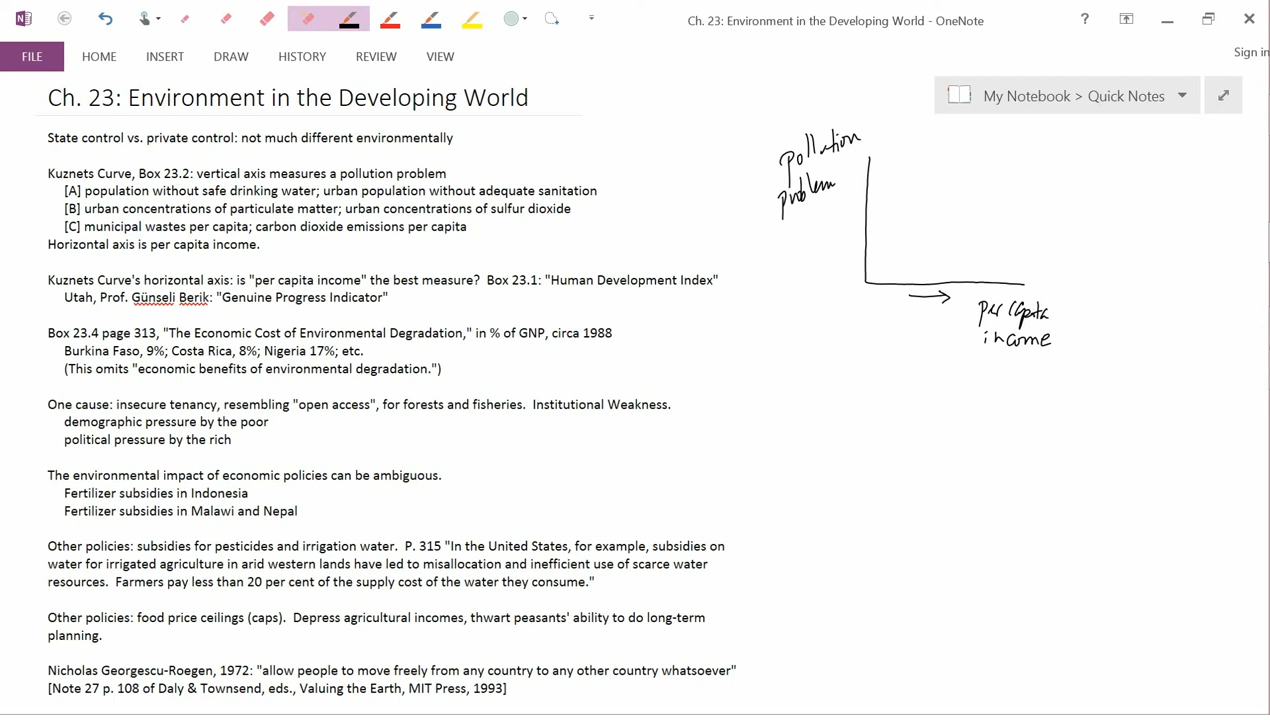 Ch. 23: Environment in the Developing World - OneNote
?
FILE
HOME
INSERT
DRAW
HISTORY
REVIEW
VIEW
Sign in
Ch. 23: Environment in the Developing World
My Notebook > Quick Notes
State control vs. private control: not much different environmentally
Kuznets Curve, Box 23.2: vertical axis measures a pollution problem
[A] population without safe drinking water; urban population without adequate sanitation
[B] urban concentrations of particulate matter; urban concentrations of sulfur dioxide
[C] municipal wastes per capita; carbon dioxide emissions per capita
Horizontal axis is per capita income.
Kuznets Curve's horizontal axis: is "per capita income" the best measure?  Box 23.1: "Human Development Index"
Utah, Prof. Günseli Berik: "Genuine Progress Indicator"
Box 23.4 page 313, "The Economic Cost of Environmental Degradation," in % of GNP, circa 1988
Burkina Faso, 9%; Costa Rica, 8%; Nigeria 17%; etc.
(This omits "economic benefits of environmental degradation.")
One cause: insecure tenancy, resembling "open access", for forests and fisheries.  Institutional Weakness.
demographic pressure by the poor
political pressure by the rich
The environmental impact of economic policies can be ambiguous.
Fertilizer subsidies in Indonesia
Fertilizer subsidies in Malawi and Nepal
Other policies: subsidies for pesticides and irrigation water.  P. 315 "In the United States, for example, subsidies on
water for irrigated agriculture in arid western lands have led to misallocation and inefficient use of scarce water
resources.  Farmers pay less than 20 per cent of the supply cost of the water they consume."
Other policies: food price ceilings (caps).  Depress agricultural incomes, thwart peasants' ability to do long-term
planning.
Nicholas Georgescu-Roegen, 1972: "allow people to move freely from any country to any other country whatsoever"
[Note 27 p. 108 of Daly & Townsend, eds., Valuing the Earth, MIT Press, 1993]
pollution
problem
per capita
income